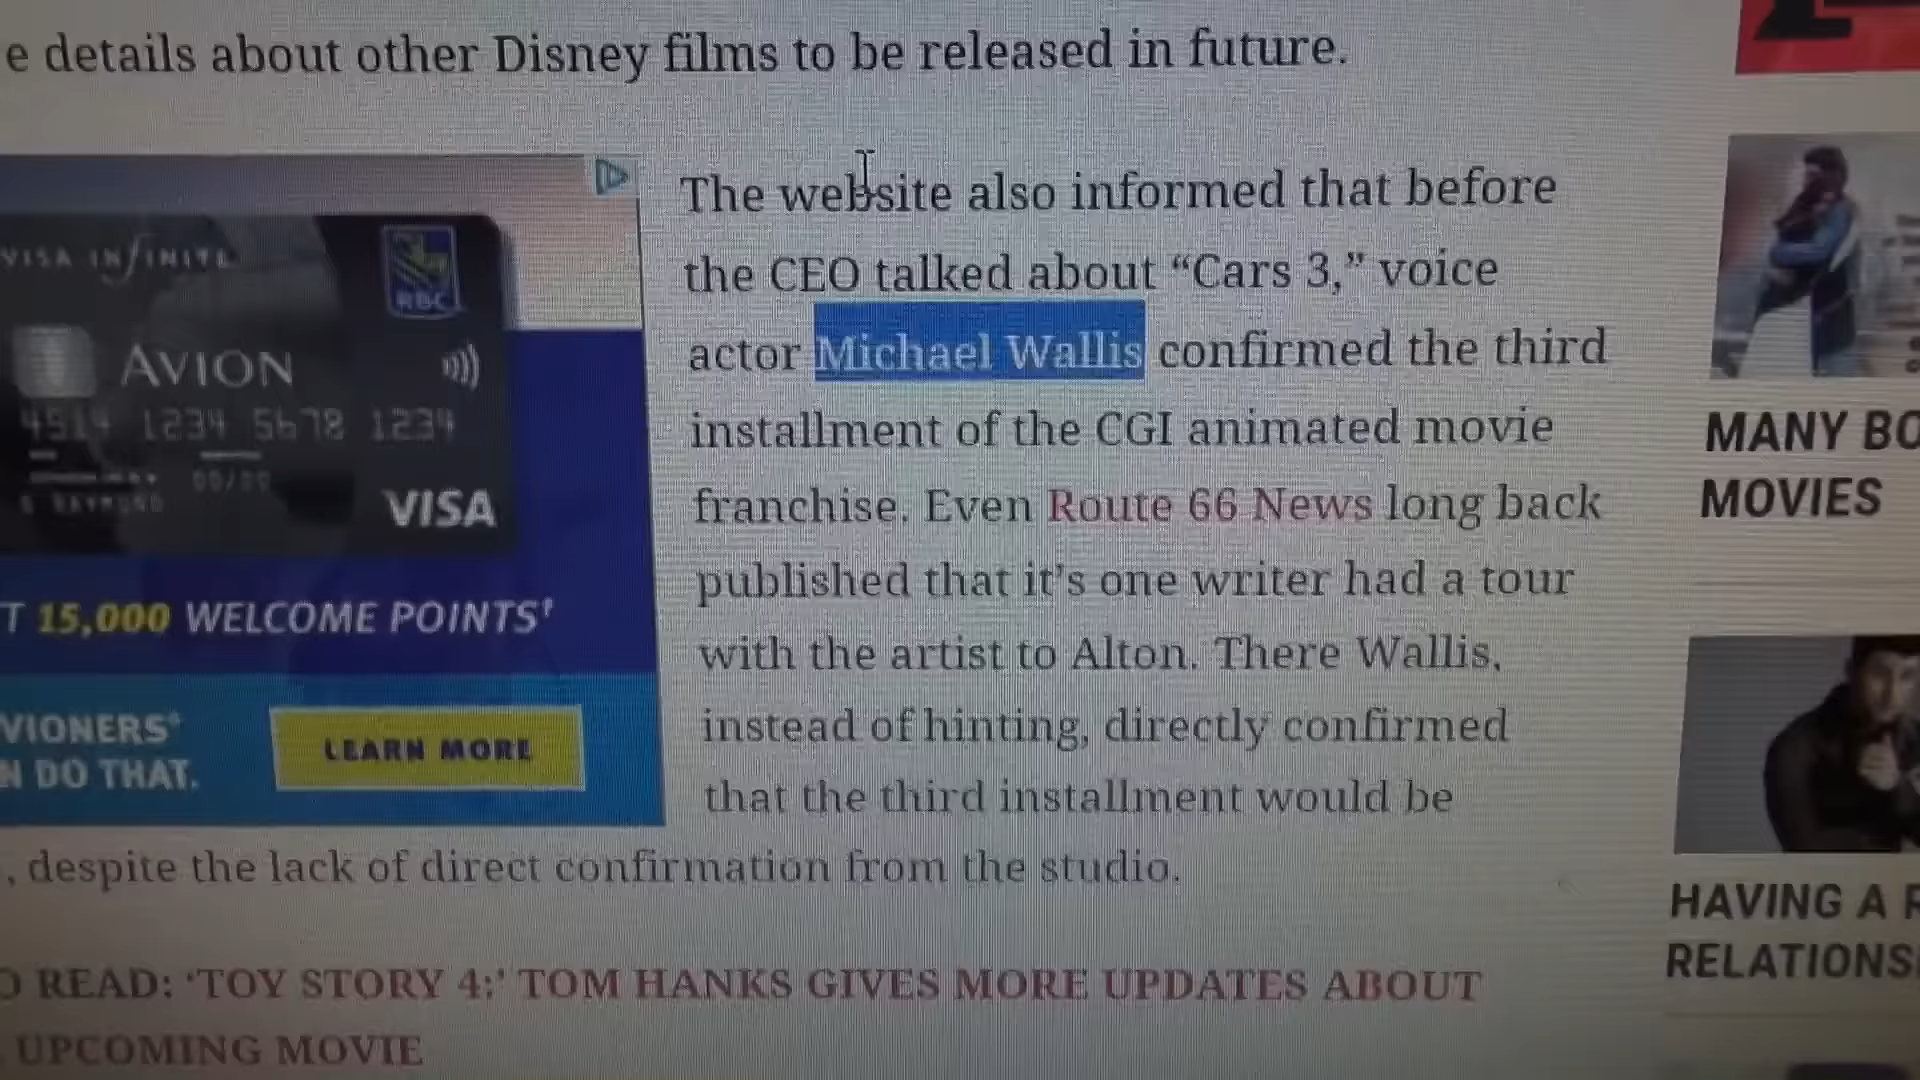 e details about other Disney films to be released in future.
VISA INFINITE
RBC
AVION
4514 1234 5678 1234
VISA
T 15,000 WELCOME POINTS†
VIONERS‡
N DO THAT.
LEARN MORE
The website also informed that before
the CEO talked about “Cars 3,” voice
actor Michael Wallis confirmed the third
installment of the CGI animated movie
franchise. Even Route 66 News long back
published that it's one writer had a tour
with the artist to Alton. There Wallis,
instead of hinting, directly confirmed
that the third installment would be
, despite the lack of direct confirmation from the studio.
O READ: ‘TOY STORY 4:’ TOM HANKS GIVES MORE UPDATES ABOUT
UPCOMING MOVIE
MANY BO
MOVIES
HAVING A R
RELATIONS